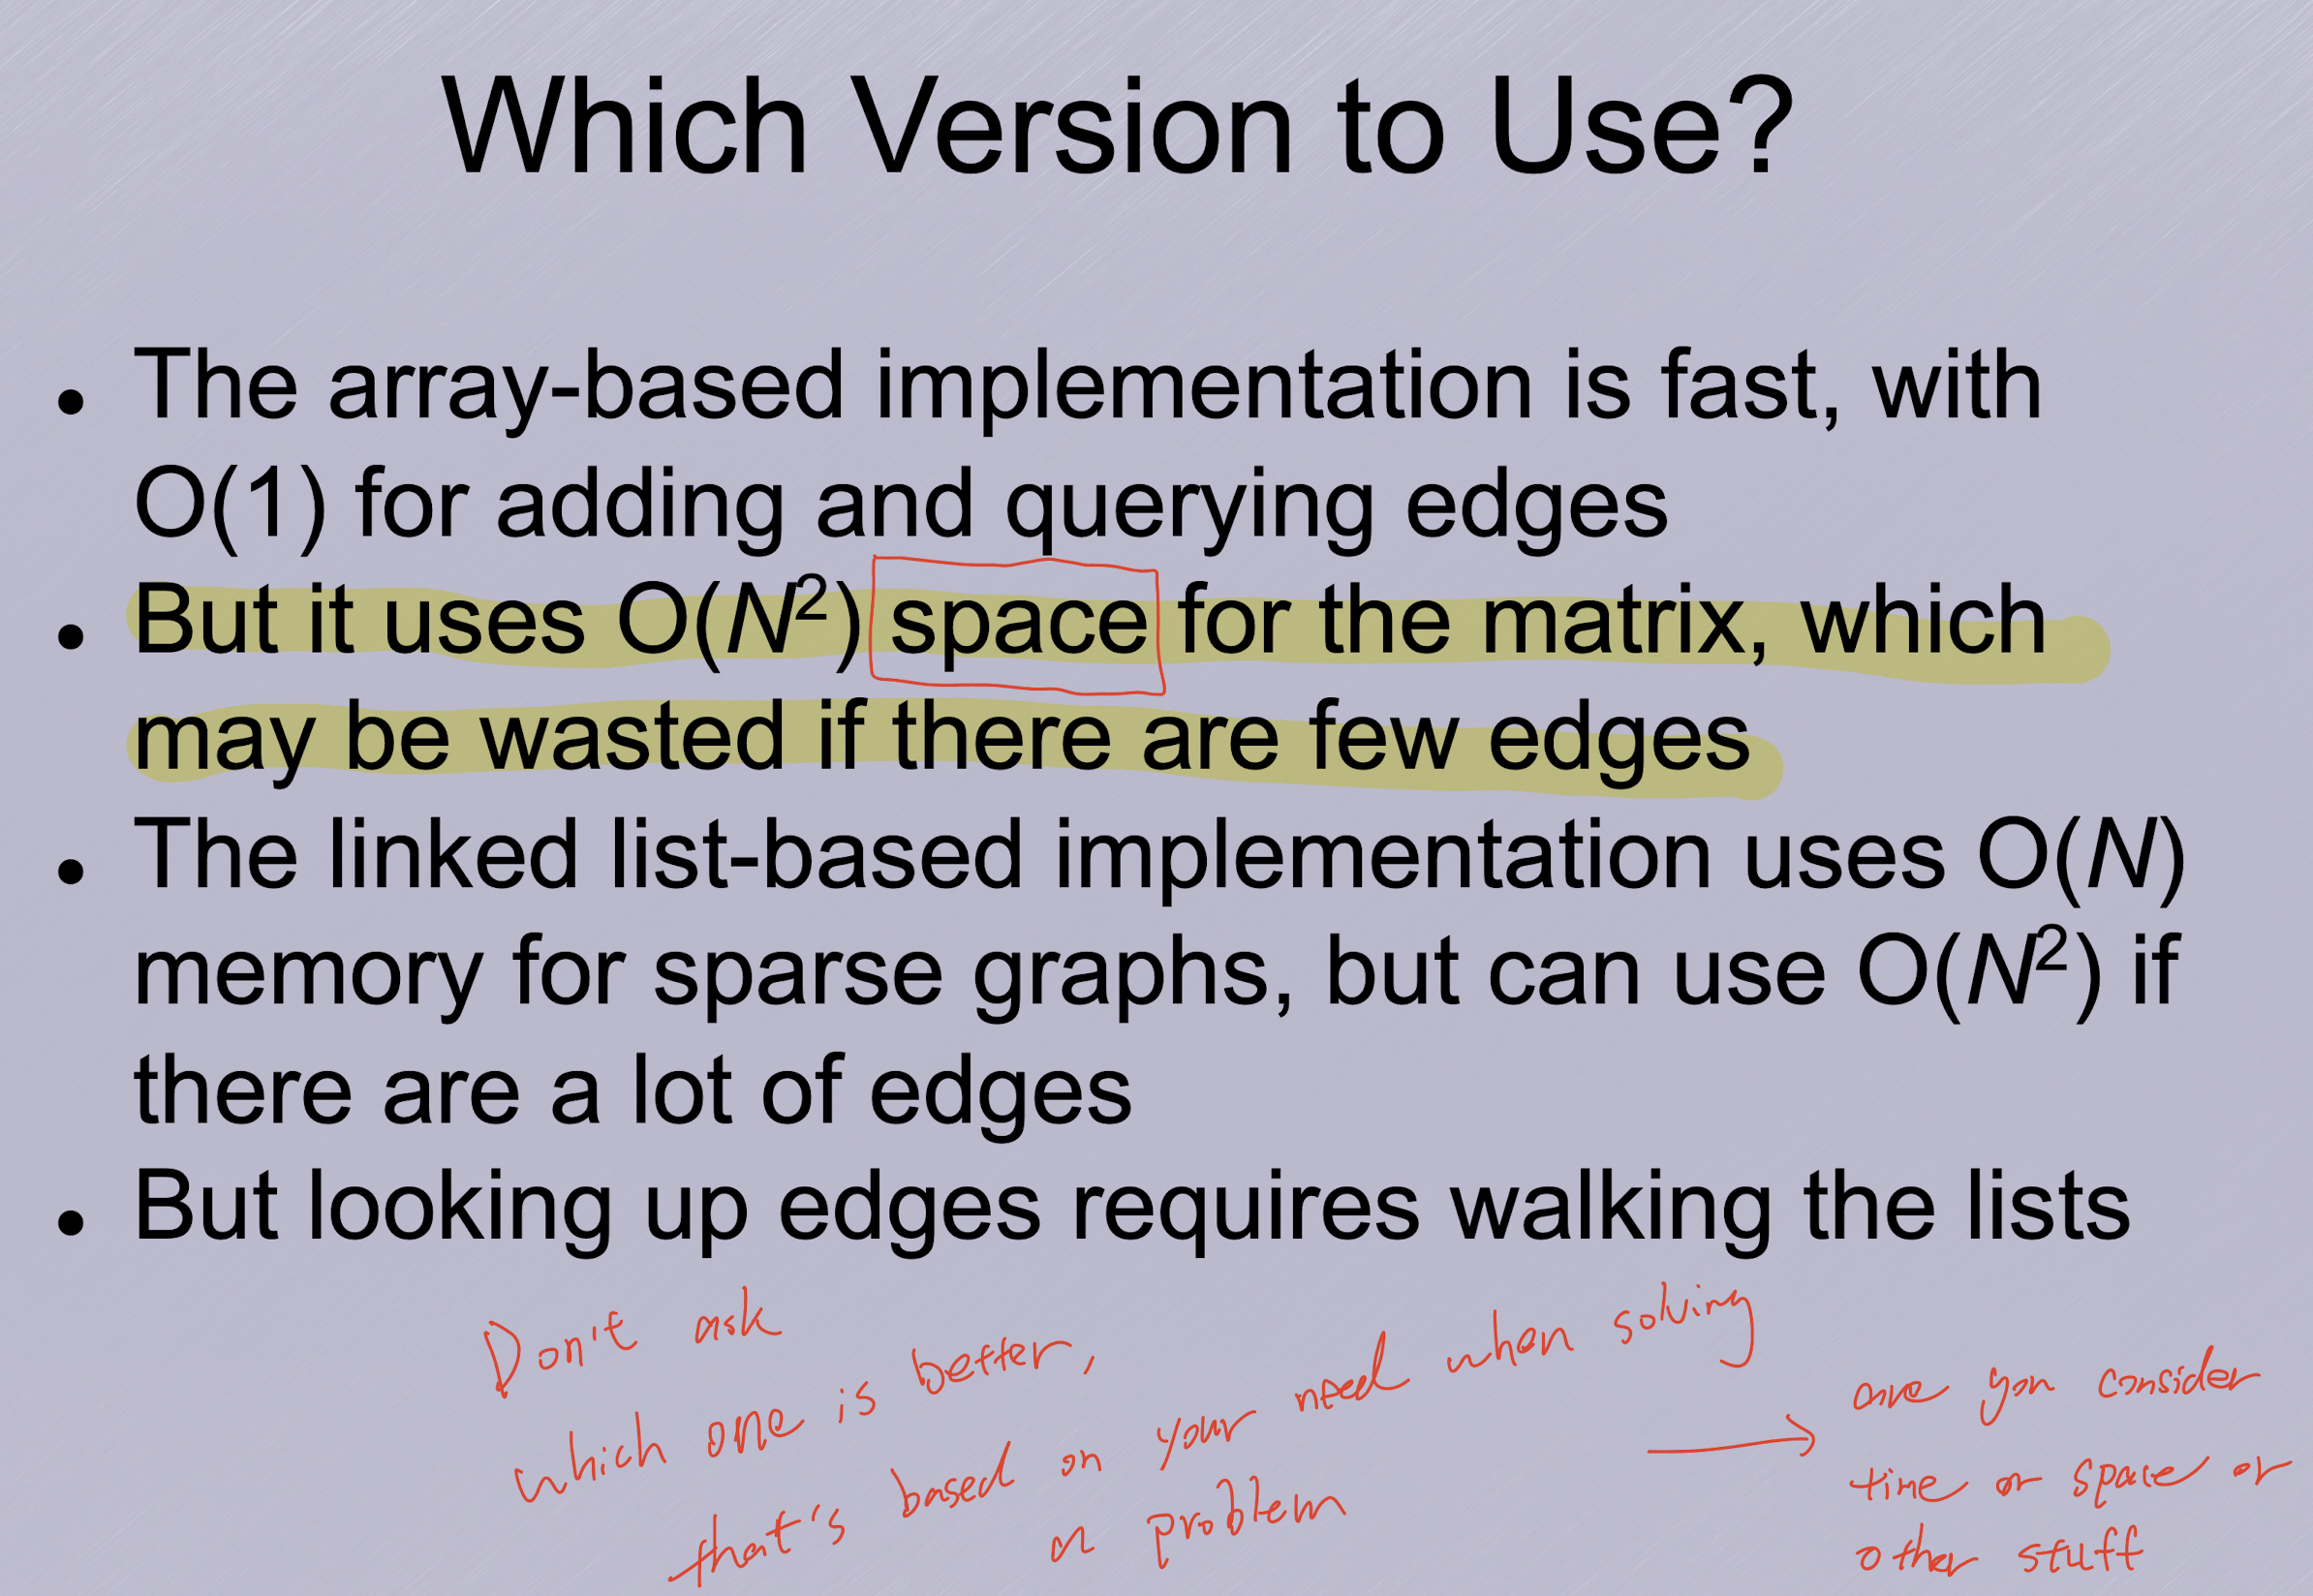 Which Version to Use?
• The array-based implementation is fast, with
O(1) for adding and querying edges
• But it uses O(N²) space for the matrix, which
may be wasted if there are few edges
• The linked list-based implementation uses O(N)
memory for sparse graphs, but can use O(N²) if
there are a lot of edges
• But looking up edges requires walking the lists
Don't ask
which one is better,
that's based on your need when solving
a problem
→ are you consider
time or space or
other stuff